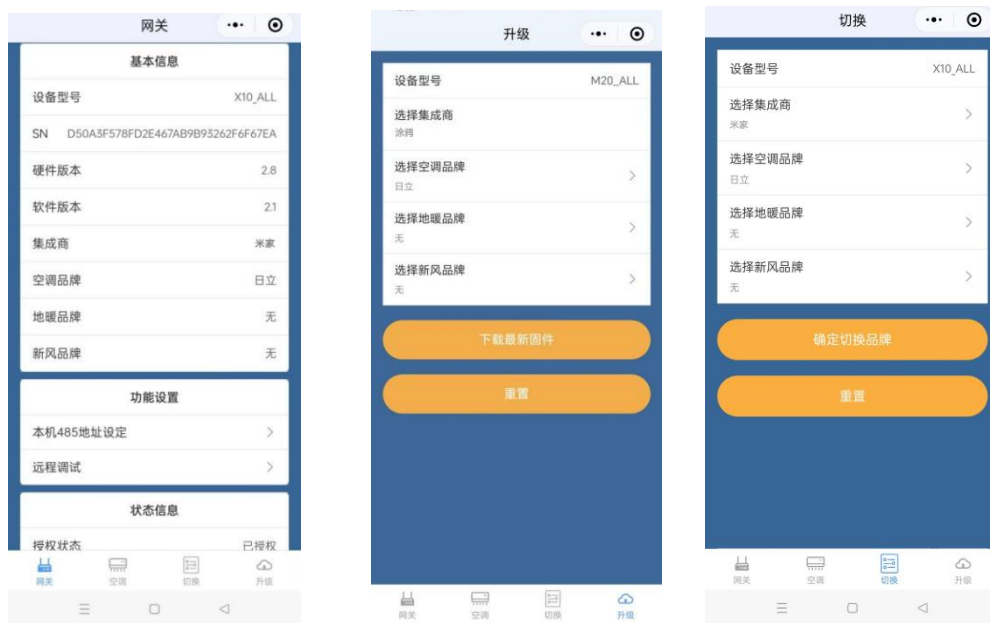 网关
基本信息
设备型号 X10_ALL
SN D50A3F578FD2E467AB9B93262F6F67EA
硬件版本 2.8
软件版本 2.1
集成商 米家
空调品牌 日立
地暖品牌 无
新风品牌 无
功能设置
本机485地址设定
远程调试
状态信息
授权状态 已授权
网关 空调 切换 升级
升级
设备型号 M20_ALL
选择集成商
涂鸦
选择空调品牌
日立
选择地暖品牌
无
选择新风品牌
无
下载最新固件
重置
网关 空调 切换 升级
切换
设备型号 X10_ALL
选择集成商
米家
选择空调品牌
日立
选择地暖品牌
无
选择新风品牌
无
确定切换品牌
重置
网关 空调 切换 升级